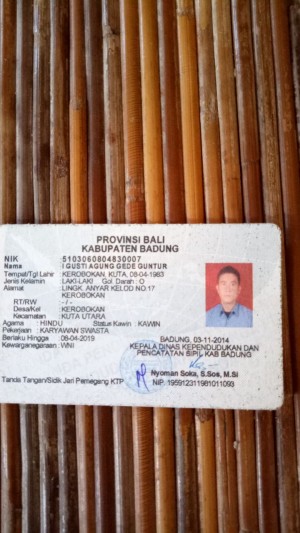 PROVINSI BALI
KABUPATEN BADUNG
NIK : 5103060804830007
Nama : I GUSTI AGUNG GEDE GUNTUR
Tempat/Tgl Lahir : KEROBOKAN KUTA, 08-04-1983
Jenis Kelamin : LAKI-LAKI Gol. Darah : O
Alamat : LINGK. ANYAR KELOD NO.17
KEROBOKAN
RT/RW : - / -
Desa/Kel : KEROBOKAN
Kecamatan : KUTA UTARA
Agama : HINDU Status Kawin : KAWIN
Pekerjaan : KARYAWAN SWASTA
Berlaku Hingga : 08-04-2019
Kewarganegaraan : WNI
BADUNG, 03-11-2014
KEPALA DINAS KEPENDUDUKAN DAN
PENCATATAN SIPIL KAB BADUNG
Nyoman Soka, S.Sos, M.Si
NIP. 195912311981011093
Tanda Tangan/Sidik Jari Pemegang KTP